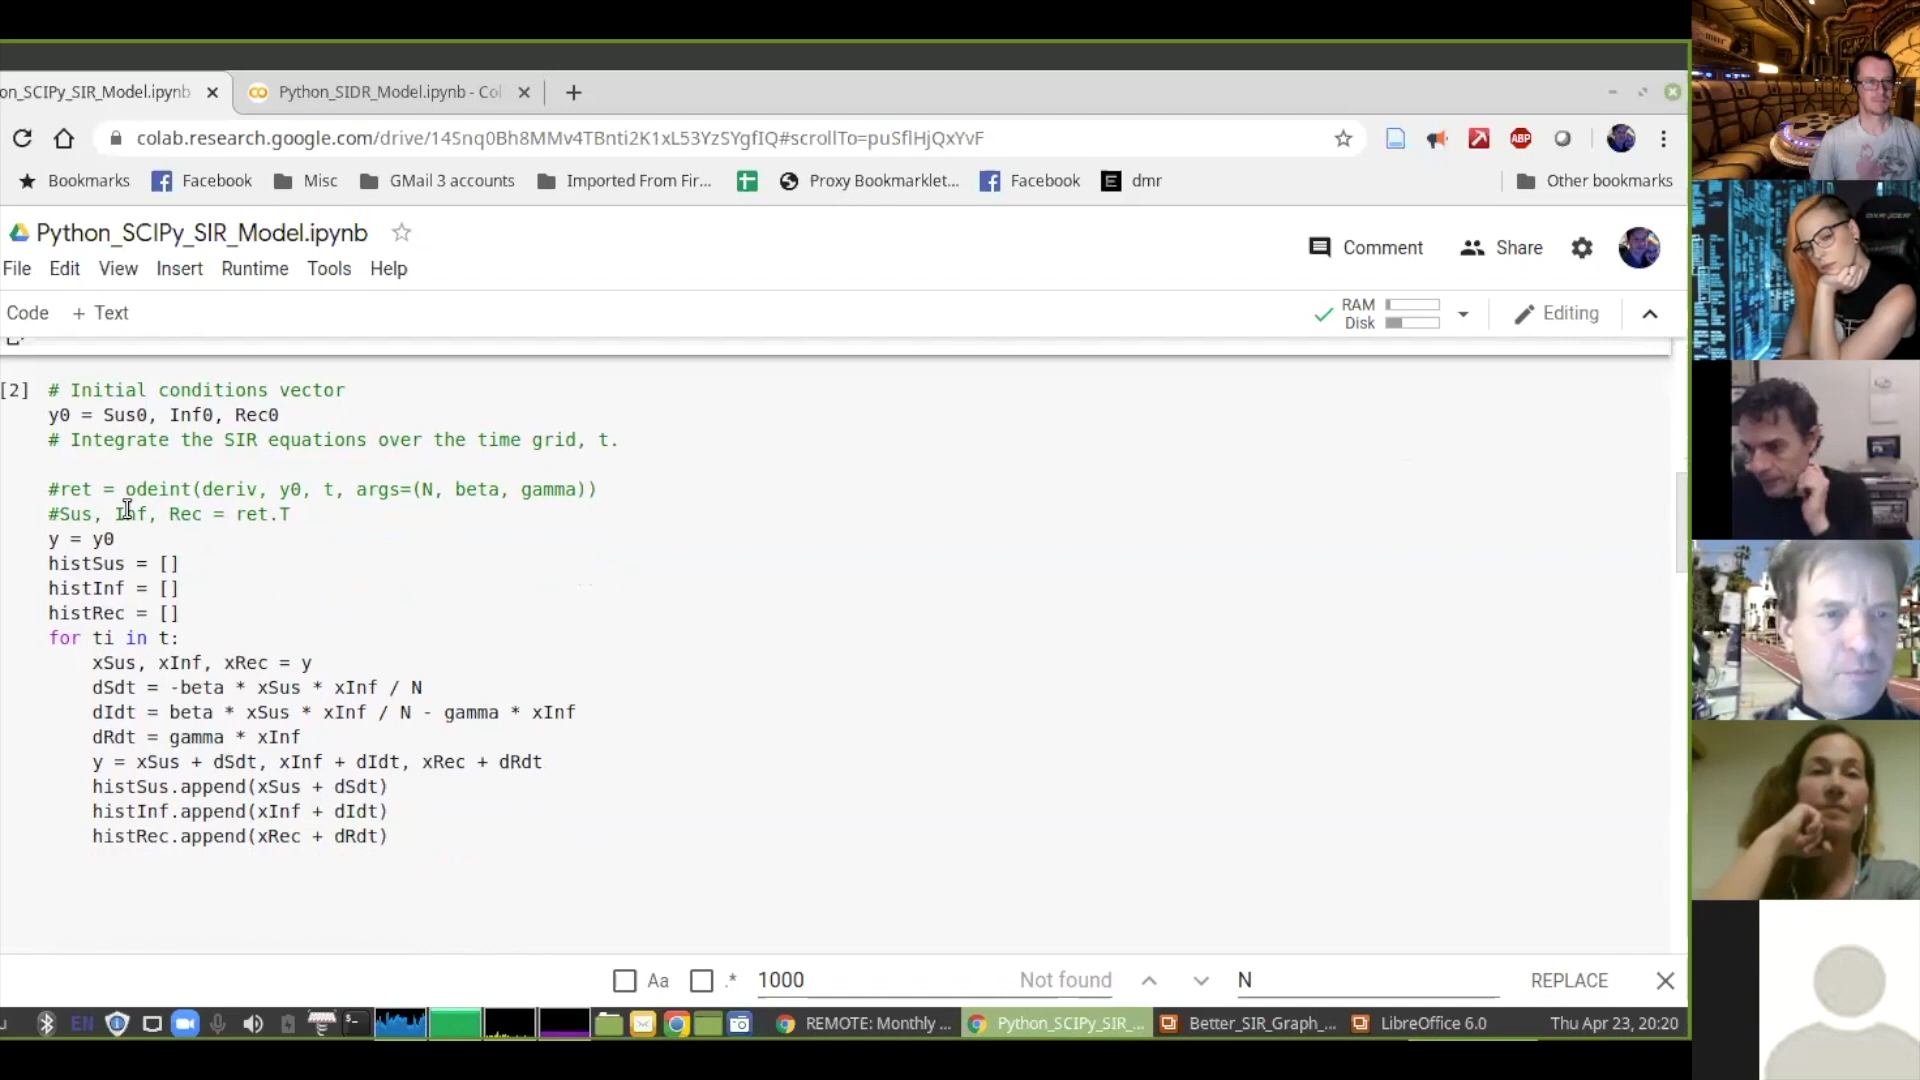 on_SCIPy_SIR_Model.ipynb
Python_SIDR_Model.ipynb - Col
colab.research.google.com/drive/14Snq0Bh8MMv4TBnti2K1xL53YzSYgfIQ#scrollTo=puSflHjQxYvF
ABP
Bookmarks Facebook Misc GMail 3 accounts Imported From Fir... Proxy Bookmarklet... Facebook E dmr Other bookmarks
Python_SCIPy_SIR_Model.ipynb
Comment Share
File Edit View Insert Runtime Tools Help
Code + Text
RAM
Disk
Editing
[2] # Initial conditions vector
y0 = Sus0, Inf0, Rec0
# Integrate the SIR equations over the time grid, t.
#ret = odeint(deriv, y0, t, args=(N, beta, gamma))
#Sus, Inf, Rec = ret.T
y = y0
histSus = []
histInf = []
histRec = []
for ti in t:
xSus, xInf, xRec = y
dSdt = -beta * xSus * xInf / N
dIdt = beta * xSus * xInf / N - gamma * xInf
dRdt = gamma * xInf
y = xSus + dSdt, xInf + dIdt, xRec + dRdt
histSus.append(xSus + dSdt)
histInf.append(xInf + dIdt)
histRec.append(xRec + dRdt)
Aa .* 1000 Not found N REPLACE
EN REMOTE: Monthly ... Python_SCIPy_SIR_... Better_SIR_Graph_... LibreOffice 6.0 Thu Apr 23, 20:20